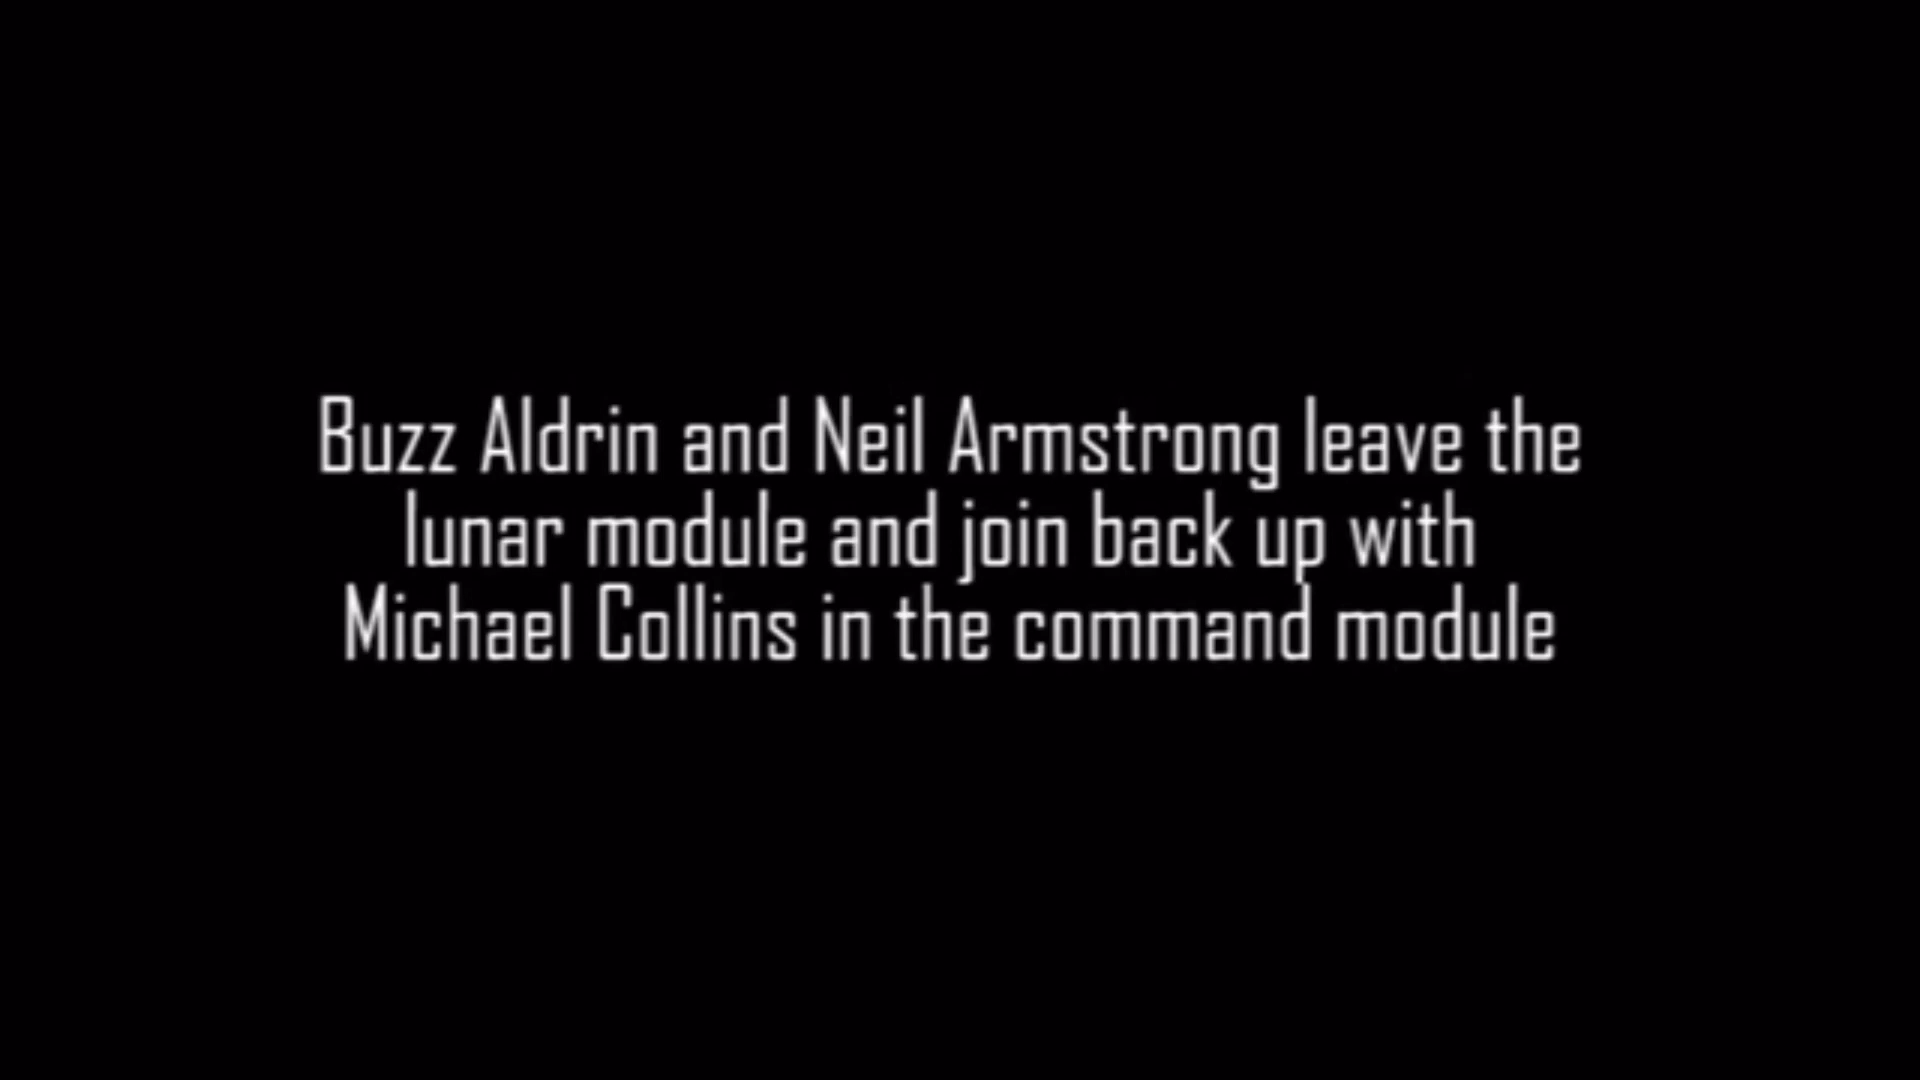 Buzz Aldrin and Neil Armstrong leave the
lunar module and join back up with
Michael Collins in the command module